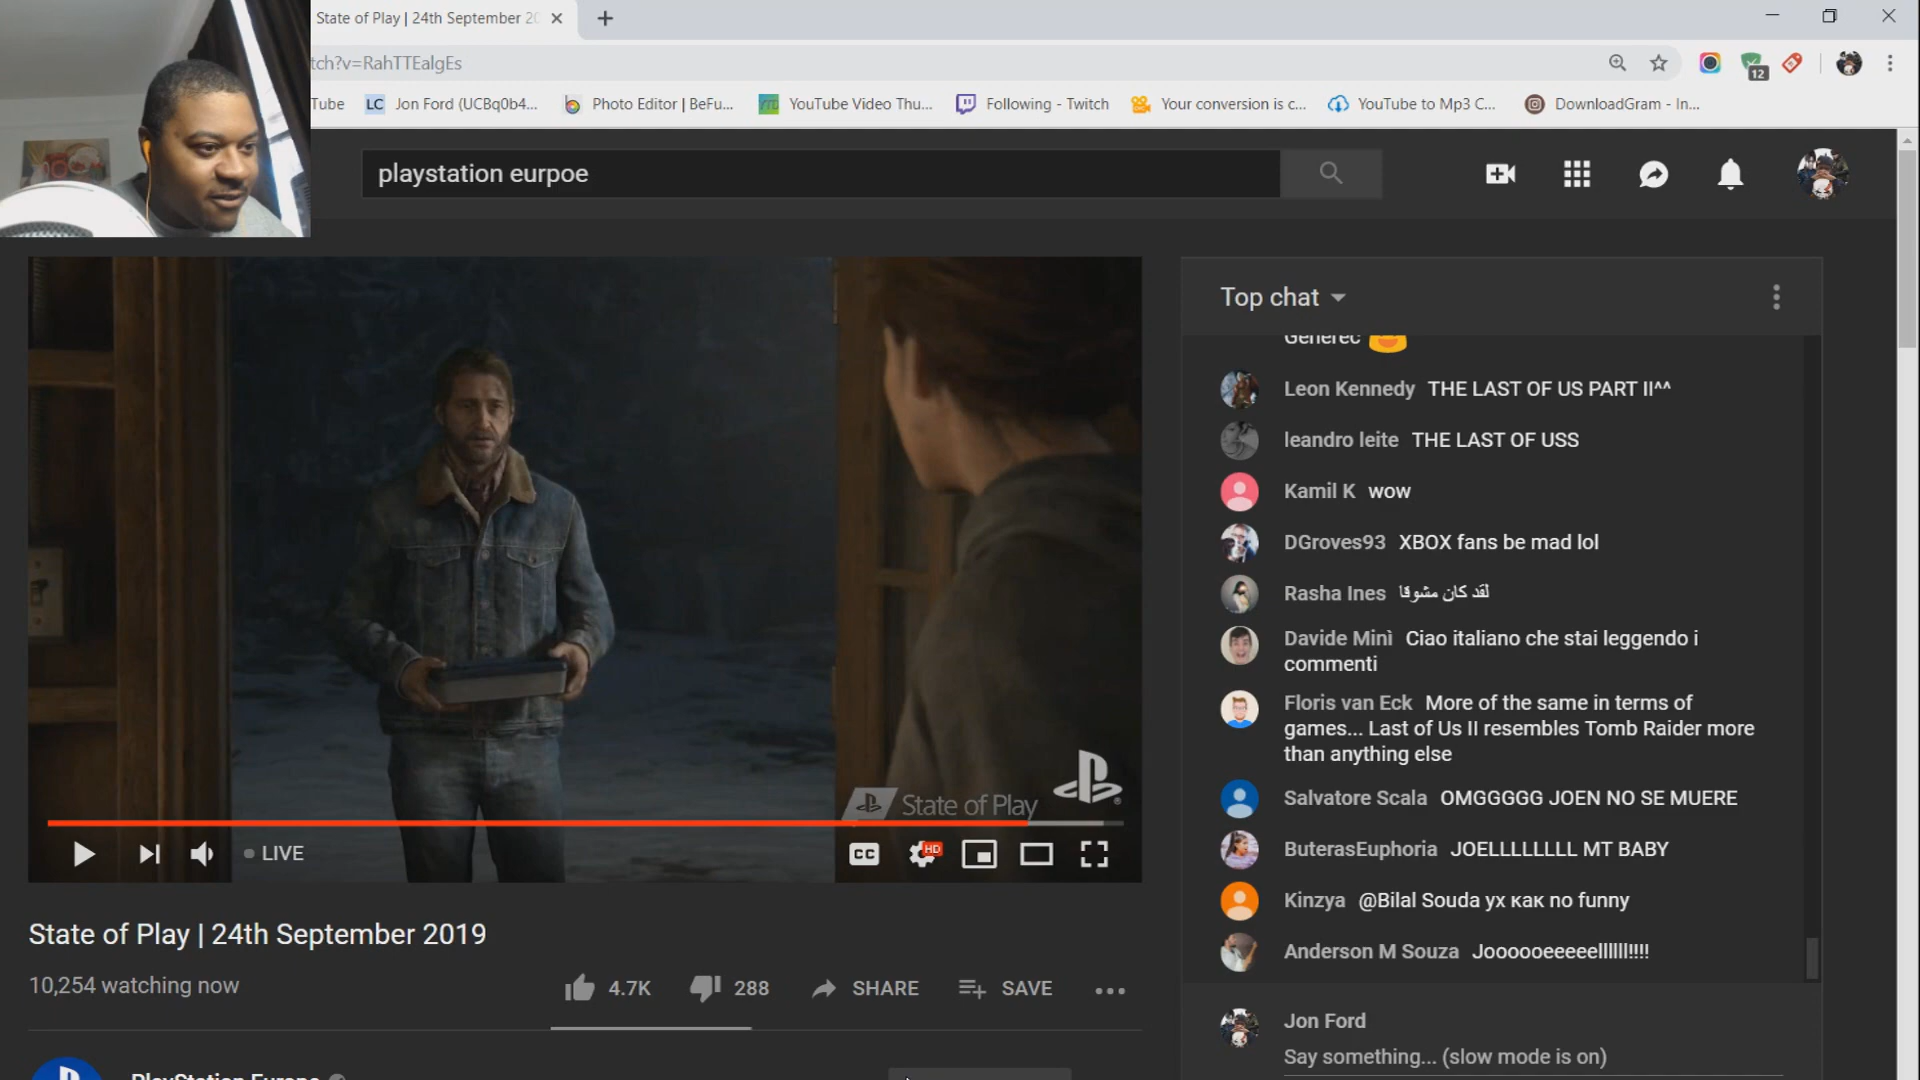 State of Play | 24th September 20
tch?v=RahTTEalgEs
12
Tube
LC Jon Ford (UCBq0b4...
Photo Editor | BeFu...
YouTube Video Thu...
Following - Twitch
Your conversion is c...
YouTube to Mp3 C...
DownloadGram - In...
playstation eurpoe
Top chat
Generec
Leon Kennedy THE LAST OF US PART II^^
leandro leite THE LAST OF USS
Kamil K wow
DGroves93 XBOX fans be mad lol
Rasha Ines لقد كان مشوقا
Davide Minì Ciao italiano che stai leggendo i
commenti
Floris van Eck More of the same in terms of
games... Last of Us II resembles Tomb Raider more
than anything else
Salvatore Scala OMGGGGG JOEN NO SE MUERE
ButerasEuphoria JOELLLLLLLL MT BABY
Kinzya @Bilal Souda ух как по funny
Anderson M Souza Joooooeeeeellllll!!!!
Jon Ford
Say something... (slow mode is on)
State of Play
LIVE
CC
HD
State of Play | 24th September 2019
10,254 watching now
4.7K
288
SHARE
SAVE
PlayStation Europe